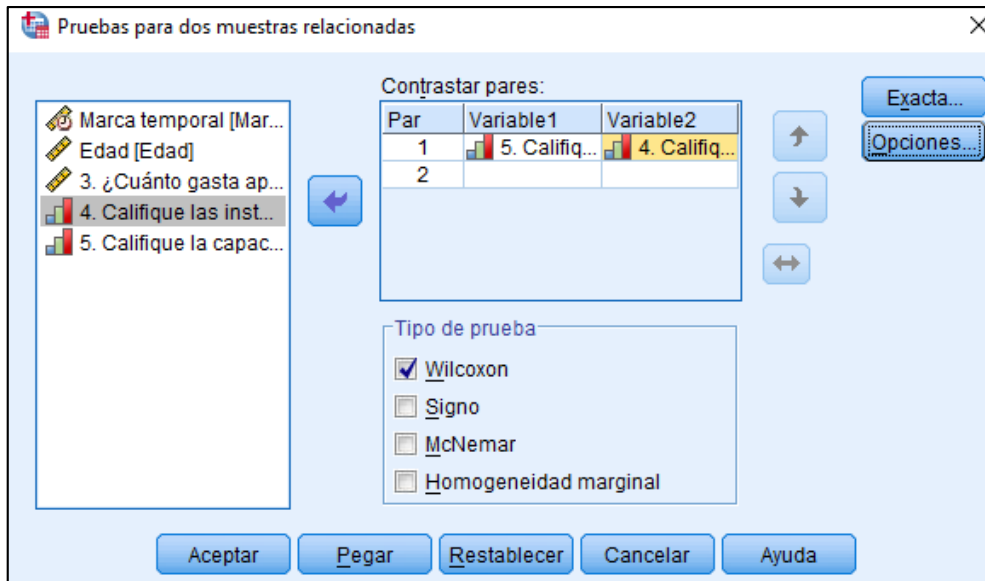 Pruebas para dos muestras relacionadas
Marca temporal [Mar...
Edad [Edad]
3. ¿Cuánto gasta ap...
4. Califique las inst...
5. Califique la capac...
Contrastar pares:
Par Variable1 Variable2
1 5. Califiq... 4. Califiq...
2
Exacta...
Opciones...
Tipo de prueba
Wilcoxon
Signo
McNemar
Homogeneidad marginal
Aceptar Pegar Restablecer Cancelar Ayuda